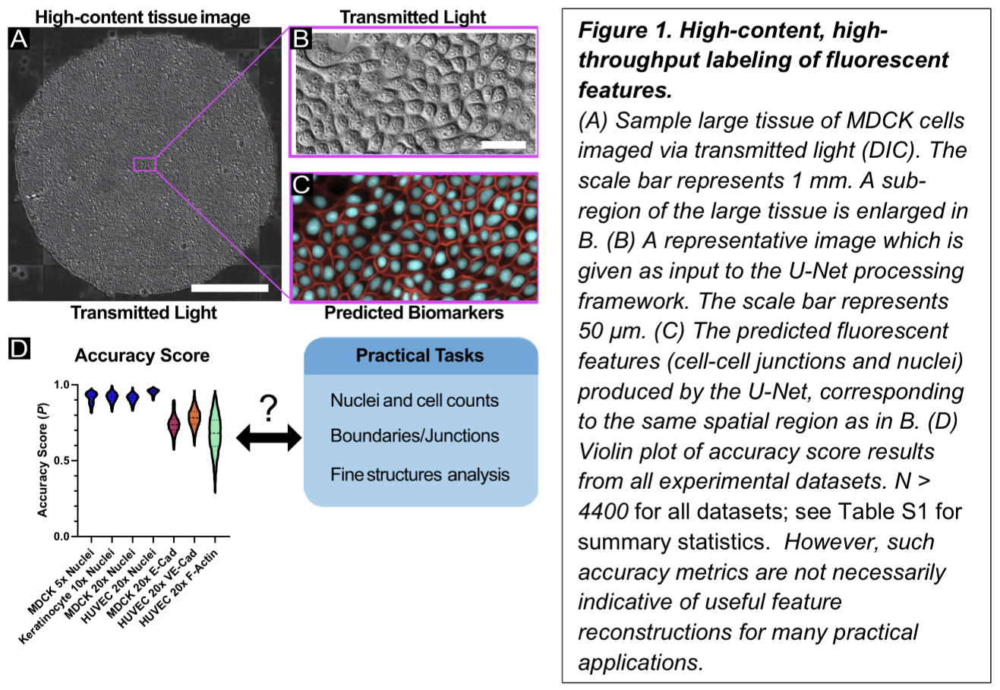 High-content tissue image
A
Transmitted Light
Transmitted Light
B
C
Predicted Biomarkers
D
Accuracy Score
Accuracy Score (P)
1.0
0.5
0.0
MDCK 5x Nuclei
Keratinocyte 10x Nuclei
MDCK 20x Nuclei
HUVEC 20x Nuclei
MDCK 20x E-Cad
HUVEC 20x VE-Cad
HUVEC 20x F-Actin
?
Practical Tasks
Nuclei and cell counts
Boundaries/Junctions
Fine structures analysis
Figure 1. High-content, high-
throughput labeling of fluorescent
features.
(A) Sample large tissue of MDCK cells
imaged via transmitted light (DIC). The
scale bar represents 1 mm. A sub-
region of the large tissue is enlarged in
B. (B) A representative image which is
given as input to the U-Net processing
framework. The scale bar represents
50 µm. (C) The predicted fluorescent
features (cell-cell junctions and nuclei)
produced by the U-Net, corresponding
to the same spatial region as in B. (D)
Violin plot of accuracy score results
from all experimental datasets. N >
4400 for all datasets; see Table S1 for
summary statistics. However, such
accuracy metrics are not necessarily
indicative of useful feature
reconstructions for many practical
applications.